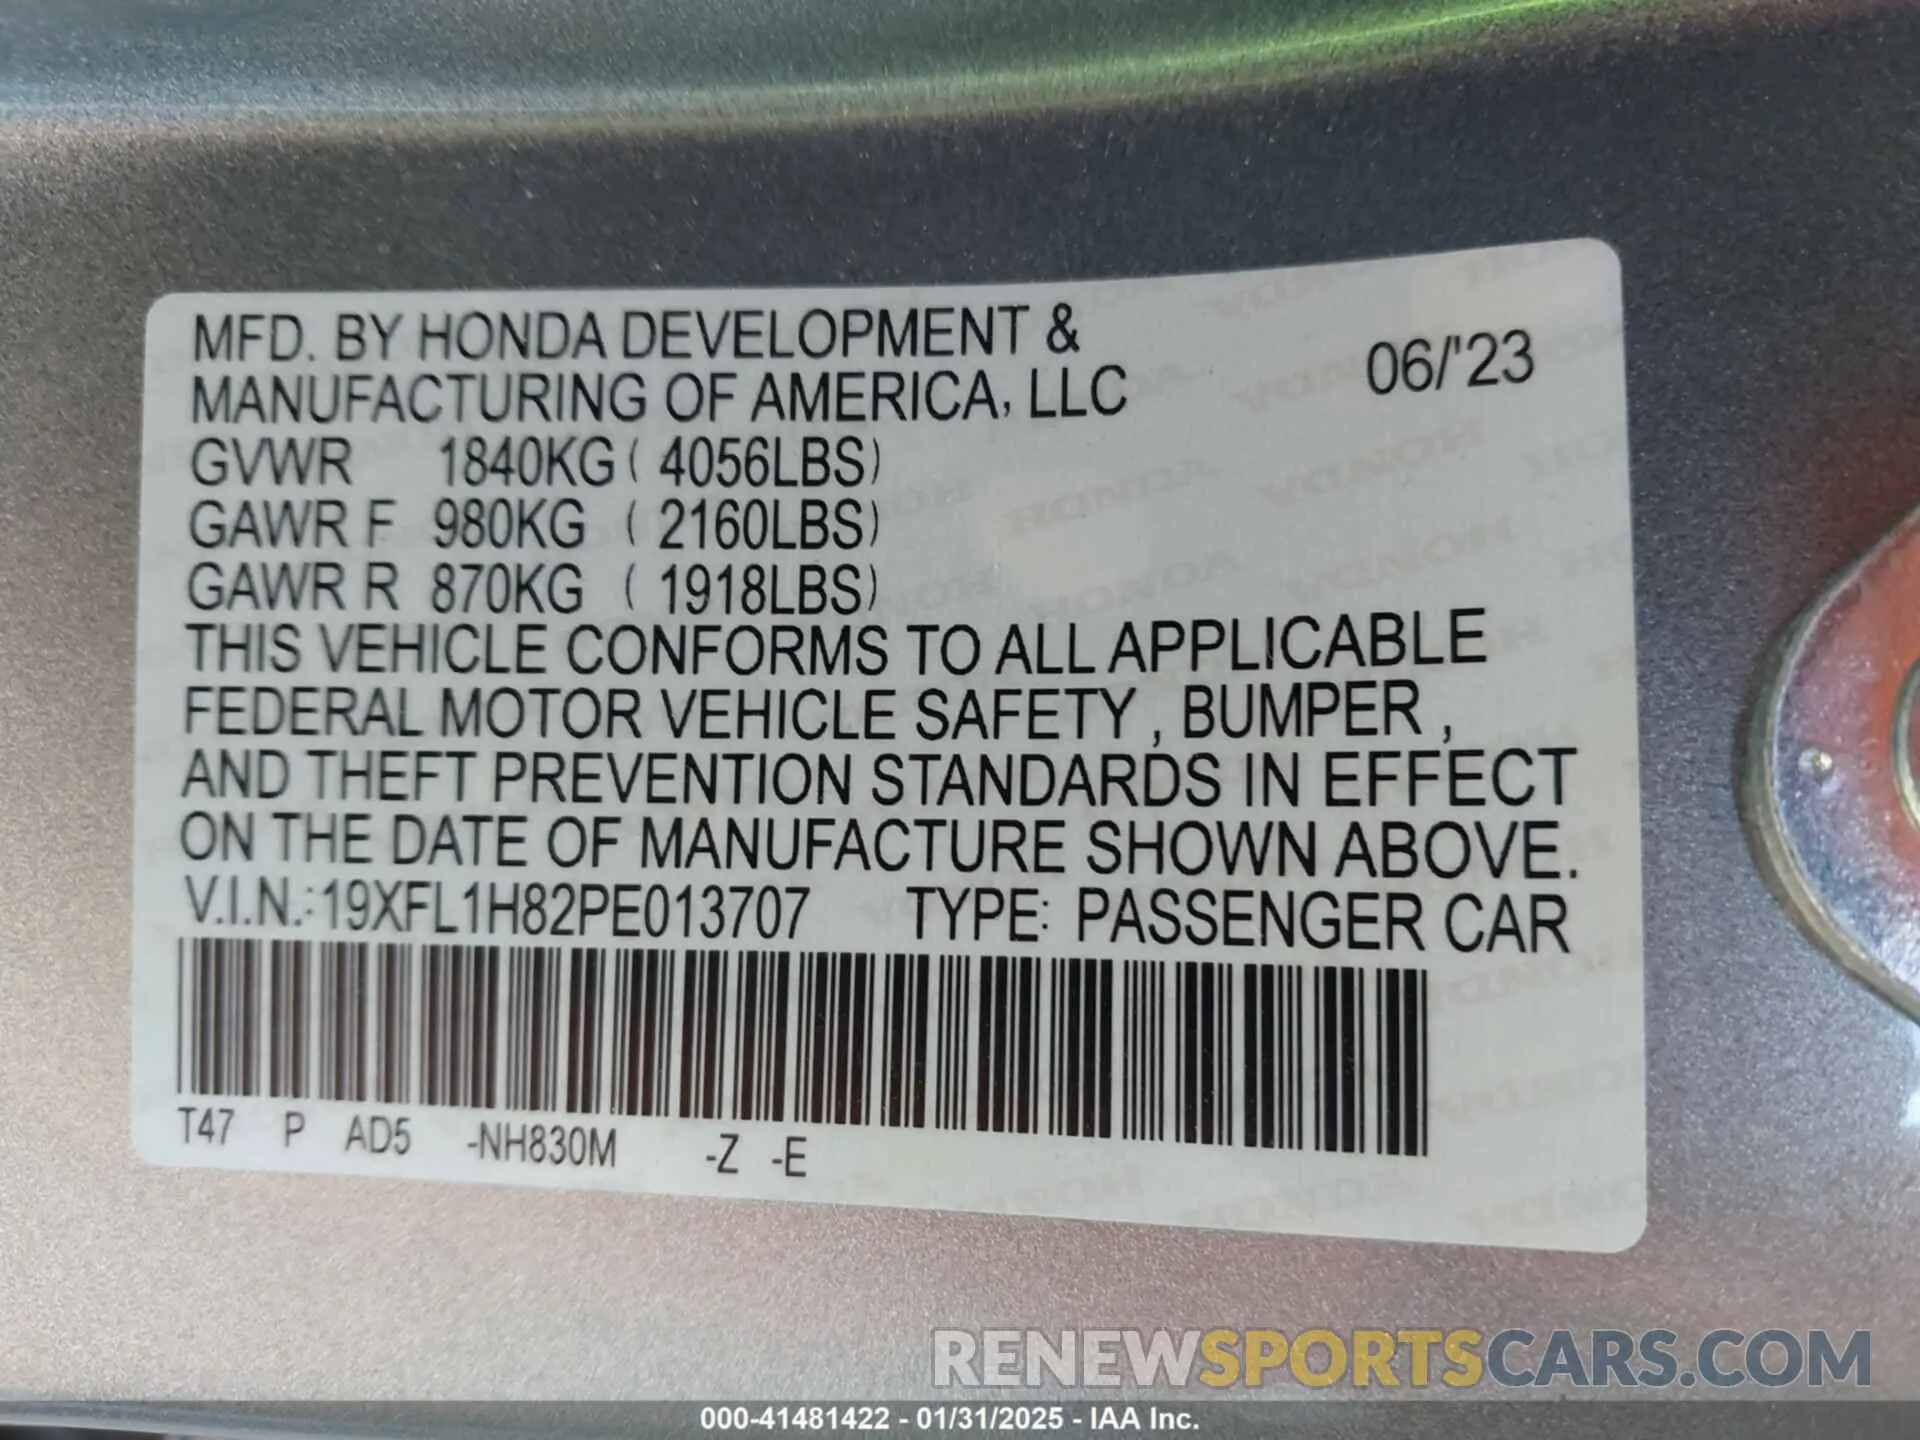 MFD. BY HONDA DEVELOPMENT &
MANUFACTURING OF AMERICA, LLC
06/'23
GVWR 1840KG ( 4056LBS)
GAWR F 980KG ( 2160LBS)
GAWR R 870KG ( 1918LBS)
THIS VEHICLE CONFORMS TO ALL APPLICABLE
FEDERAL MOTOR VEHICLE SAFETY , BUMPER ,
AND THEFT PREVENTION STANDARDS IN EFFECT
ON THE DATE OF MANUFACTURE SHOWN ABOVE.
V.I.N.:19XFL1H82PE013707 TYPE: PASSENGER CAR
T47 P AD5 -NH830M -Z -E
RENEWSPORTSCARS.COM
000-41481422 - 01/31/2025 - IAA Inc.